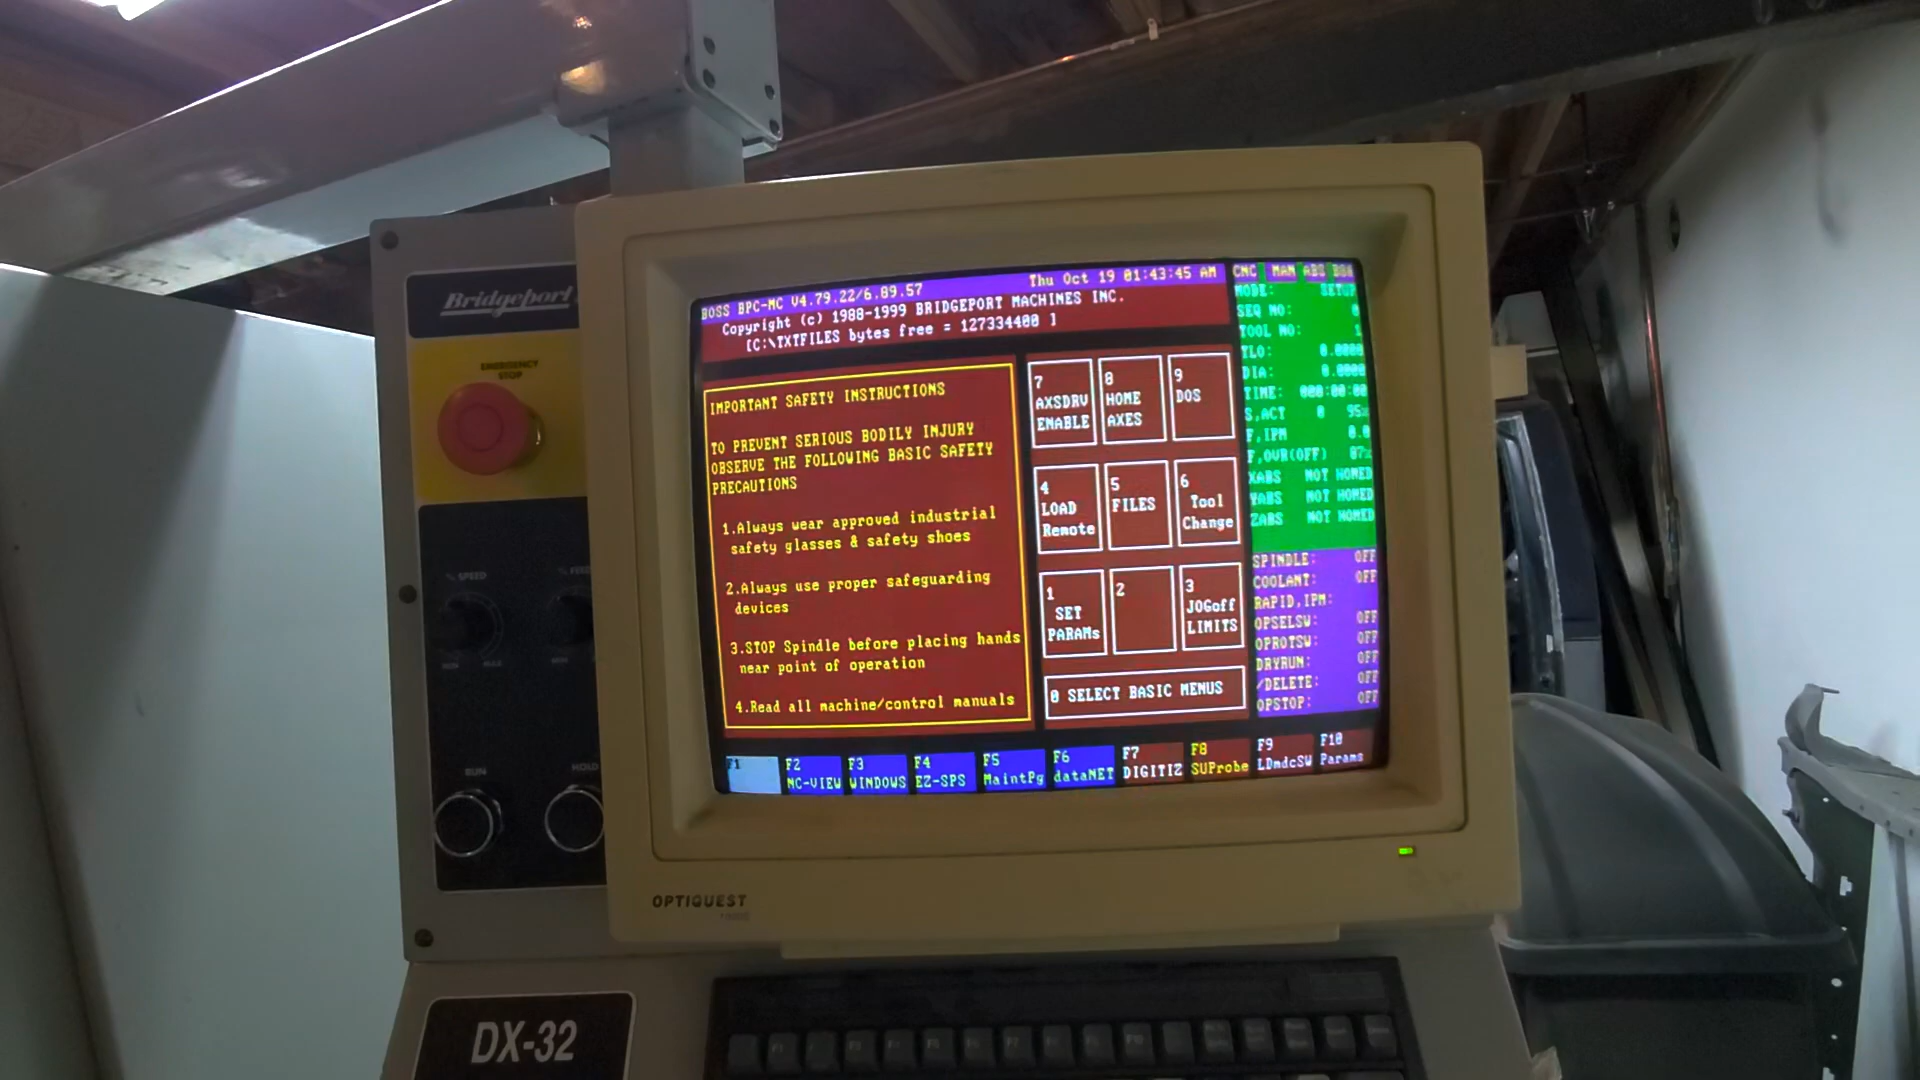 Bridgeport
EMERGENCY
STOP
% SPEED
RUN
HOLD
BOSS BPC-MC V4.79.22/6.89.57
Thu Oct 19 01:43:45 AM
Copyright (c) 1988-1999 BRIDGEPORT MACHINES INC.
[C:\TXTFILES bytes free = 127334400 ]
IMPORTANT SAFETY INSTRUCTIONS
TO PREVENT SERIOUS BODILY INJURY
OBSERVE THE FOLLOWING BASIC SAFETY
PRECAUTIONS
1.Always wear approved industrial
safety glasses & safety shoes
2.Always use proper safeguarding
devices
3.STOP Spindle before placing hands
near point of operation
4.Read all machine/control manuals
7
AXSDRV
ENABLE
8
HOME
AXES
9
DOS
4
LOAD
Remote
5
FILES
6
Tool
Change
1
SET
PARAMs
2
3
JOGoff
LIMITS
0 SELECT BASIC MENUS
CNC MAN ABS
MODE: SETUP
SEQ NO: 0
TOOL NO: 1
TLO: 0.0000
DIA: 0.0000
TIME: 000:00:00
S,ACT 0 95%
F,IPM 0.0
F,OVR(OFF) 87%
XABS NOT HOMED
YABS NOT HOMED
ZABS NOT HOMED
SPINDLE: OFF
COOLANT: OFF
RAPID,IPM:
OPSELSW: OFF
OPROTSW: OFF
DRYRUN: OFF
/DELETE: OFF
OPSTOP: OFF
F1
F2
NC-VIEW
F3
WINDOWS
F4
EZ-SPS
F5
MaintPg
F6
dataNET
F7
DIGITIZ
F8
SUProbe
F9
LDmdcSW
F10
Params
OPTIQUEST
DX-32